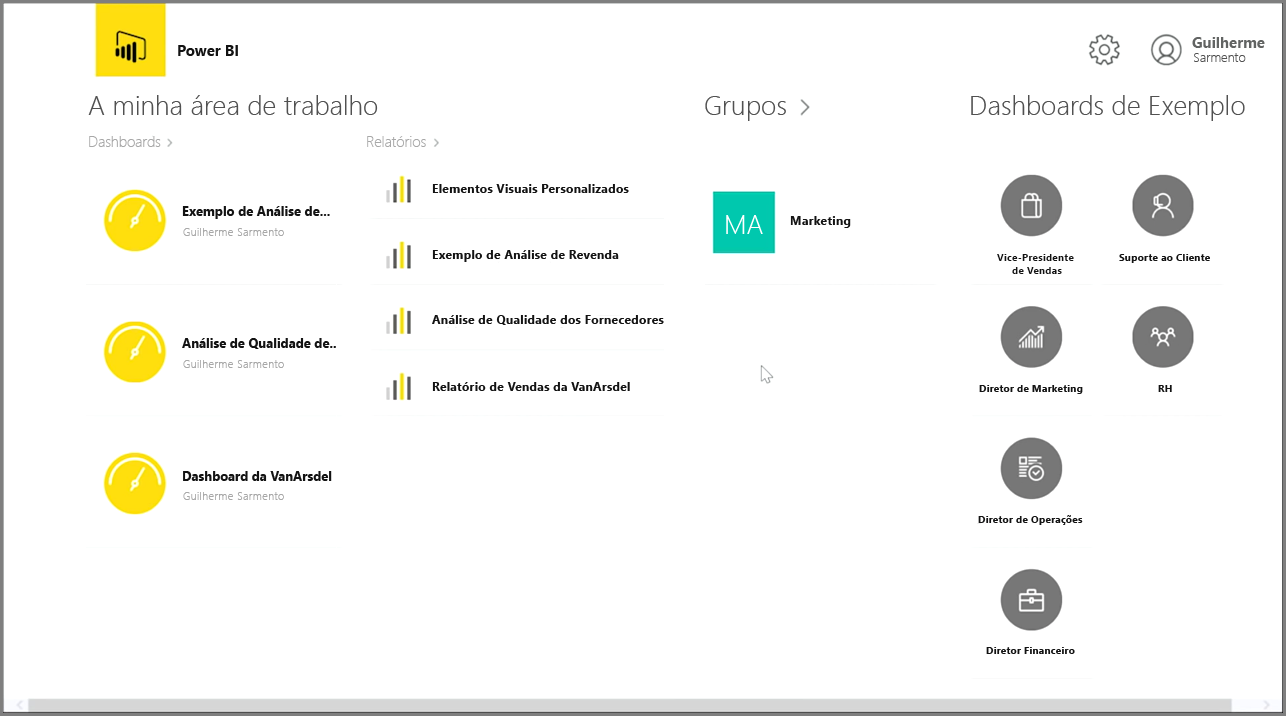 Power BI
Guilherme
Sarmento
A minha área de trabalho
Dashboards
Exemplo de Análise de...
Guilherme Sarmento
Análise de Qualidade de..
Guilherme Sarmento
Dashboard da VanArsdel
Guilherme Sarmento
Relatórios
Elementos Visuais Personalizados
Exemplo de Análise de Revenda
Análise de Qualidade dos Fornecedores
Relatório de Vendas da VanArsdel
Grupos
MA
Marketing
Dashboards de Exemplo
Vice-Presidente
de Vendas
Suporte ao Cliente
Diretor de Marketing
RH
Diretor de Operações
Diretor Financeiro